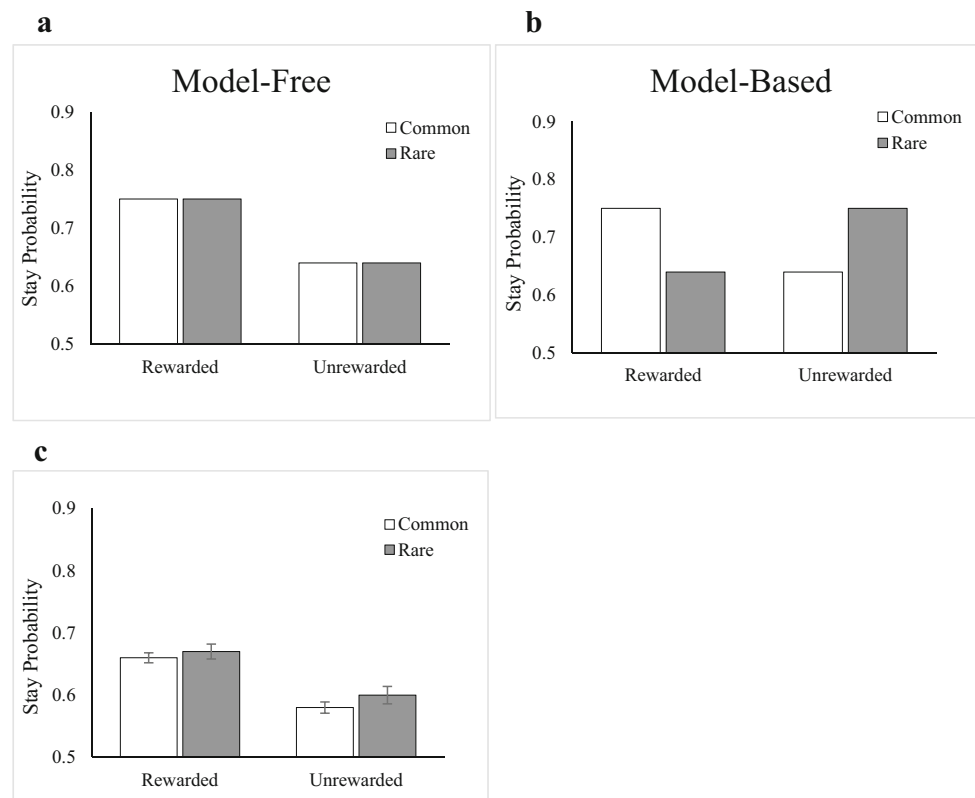 a
Model-Free
0.9
0.8
0.7
0.6
0.5
Stay Probability
Common
Rare
Rewarded
Unrewarded
b
Model-Based
0.9
0.8
0.7
0.6
0.5
Stay Probability
Common
Rare
Rewarded
Unrewarded
c
0.9
0.8
0.7
0.6
0.5
Stay Probability
Common
Rare
Rewarded
Unrewarded